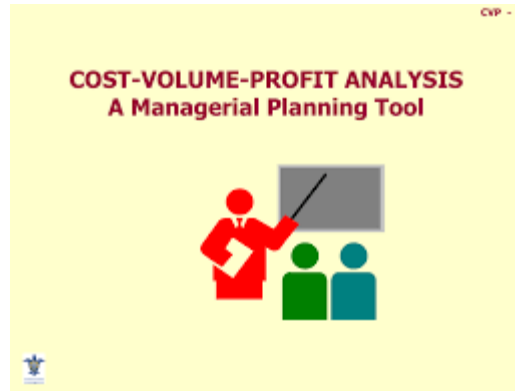 CVP -
COST-VOLUME-PROFIT ANALYSIS
A Managerial Planning Tool